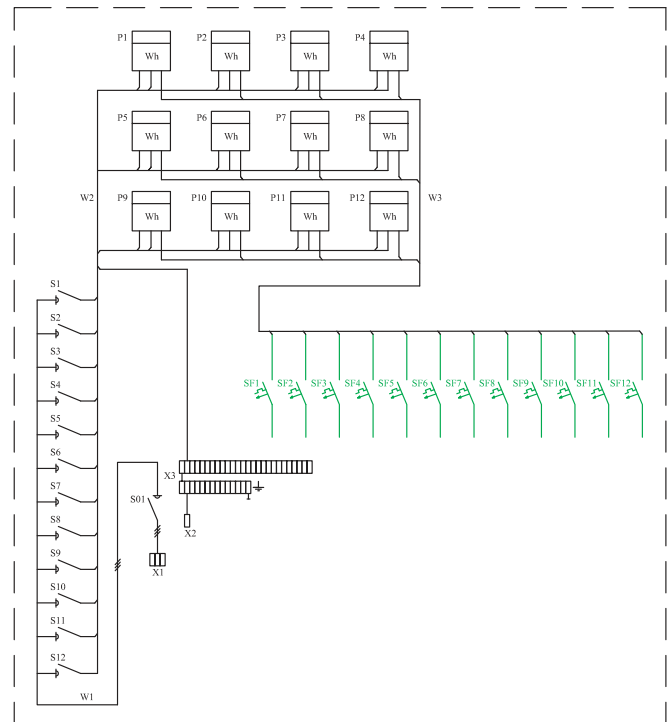 P1 P2 P3 P4
Wh Wh Wh Wh
P5 P6 P7 P8
Wh Wh Wh Wh
W2 P9 P10 P11 P12 W3
Wh Wh Wh Wh
S1
S2
S3
S4
SF1 SF2 SF3 SF4 SF5 SF6 SF7 SF8 SF9 SF10 SF11 SF12
S5
S6
X3
S7
S01
S8
X2
S9
X1
S10
S11
S12
W1